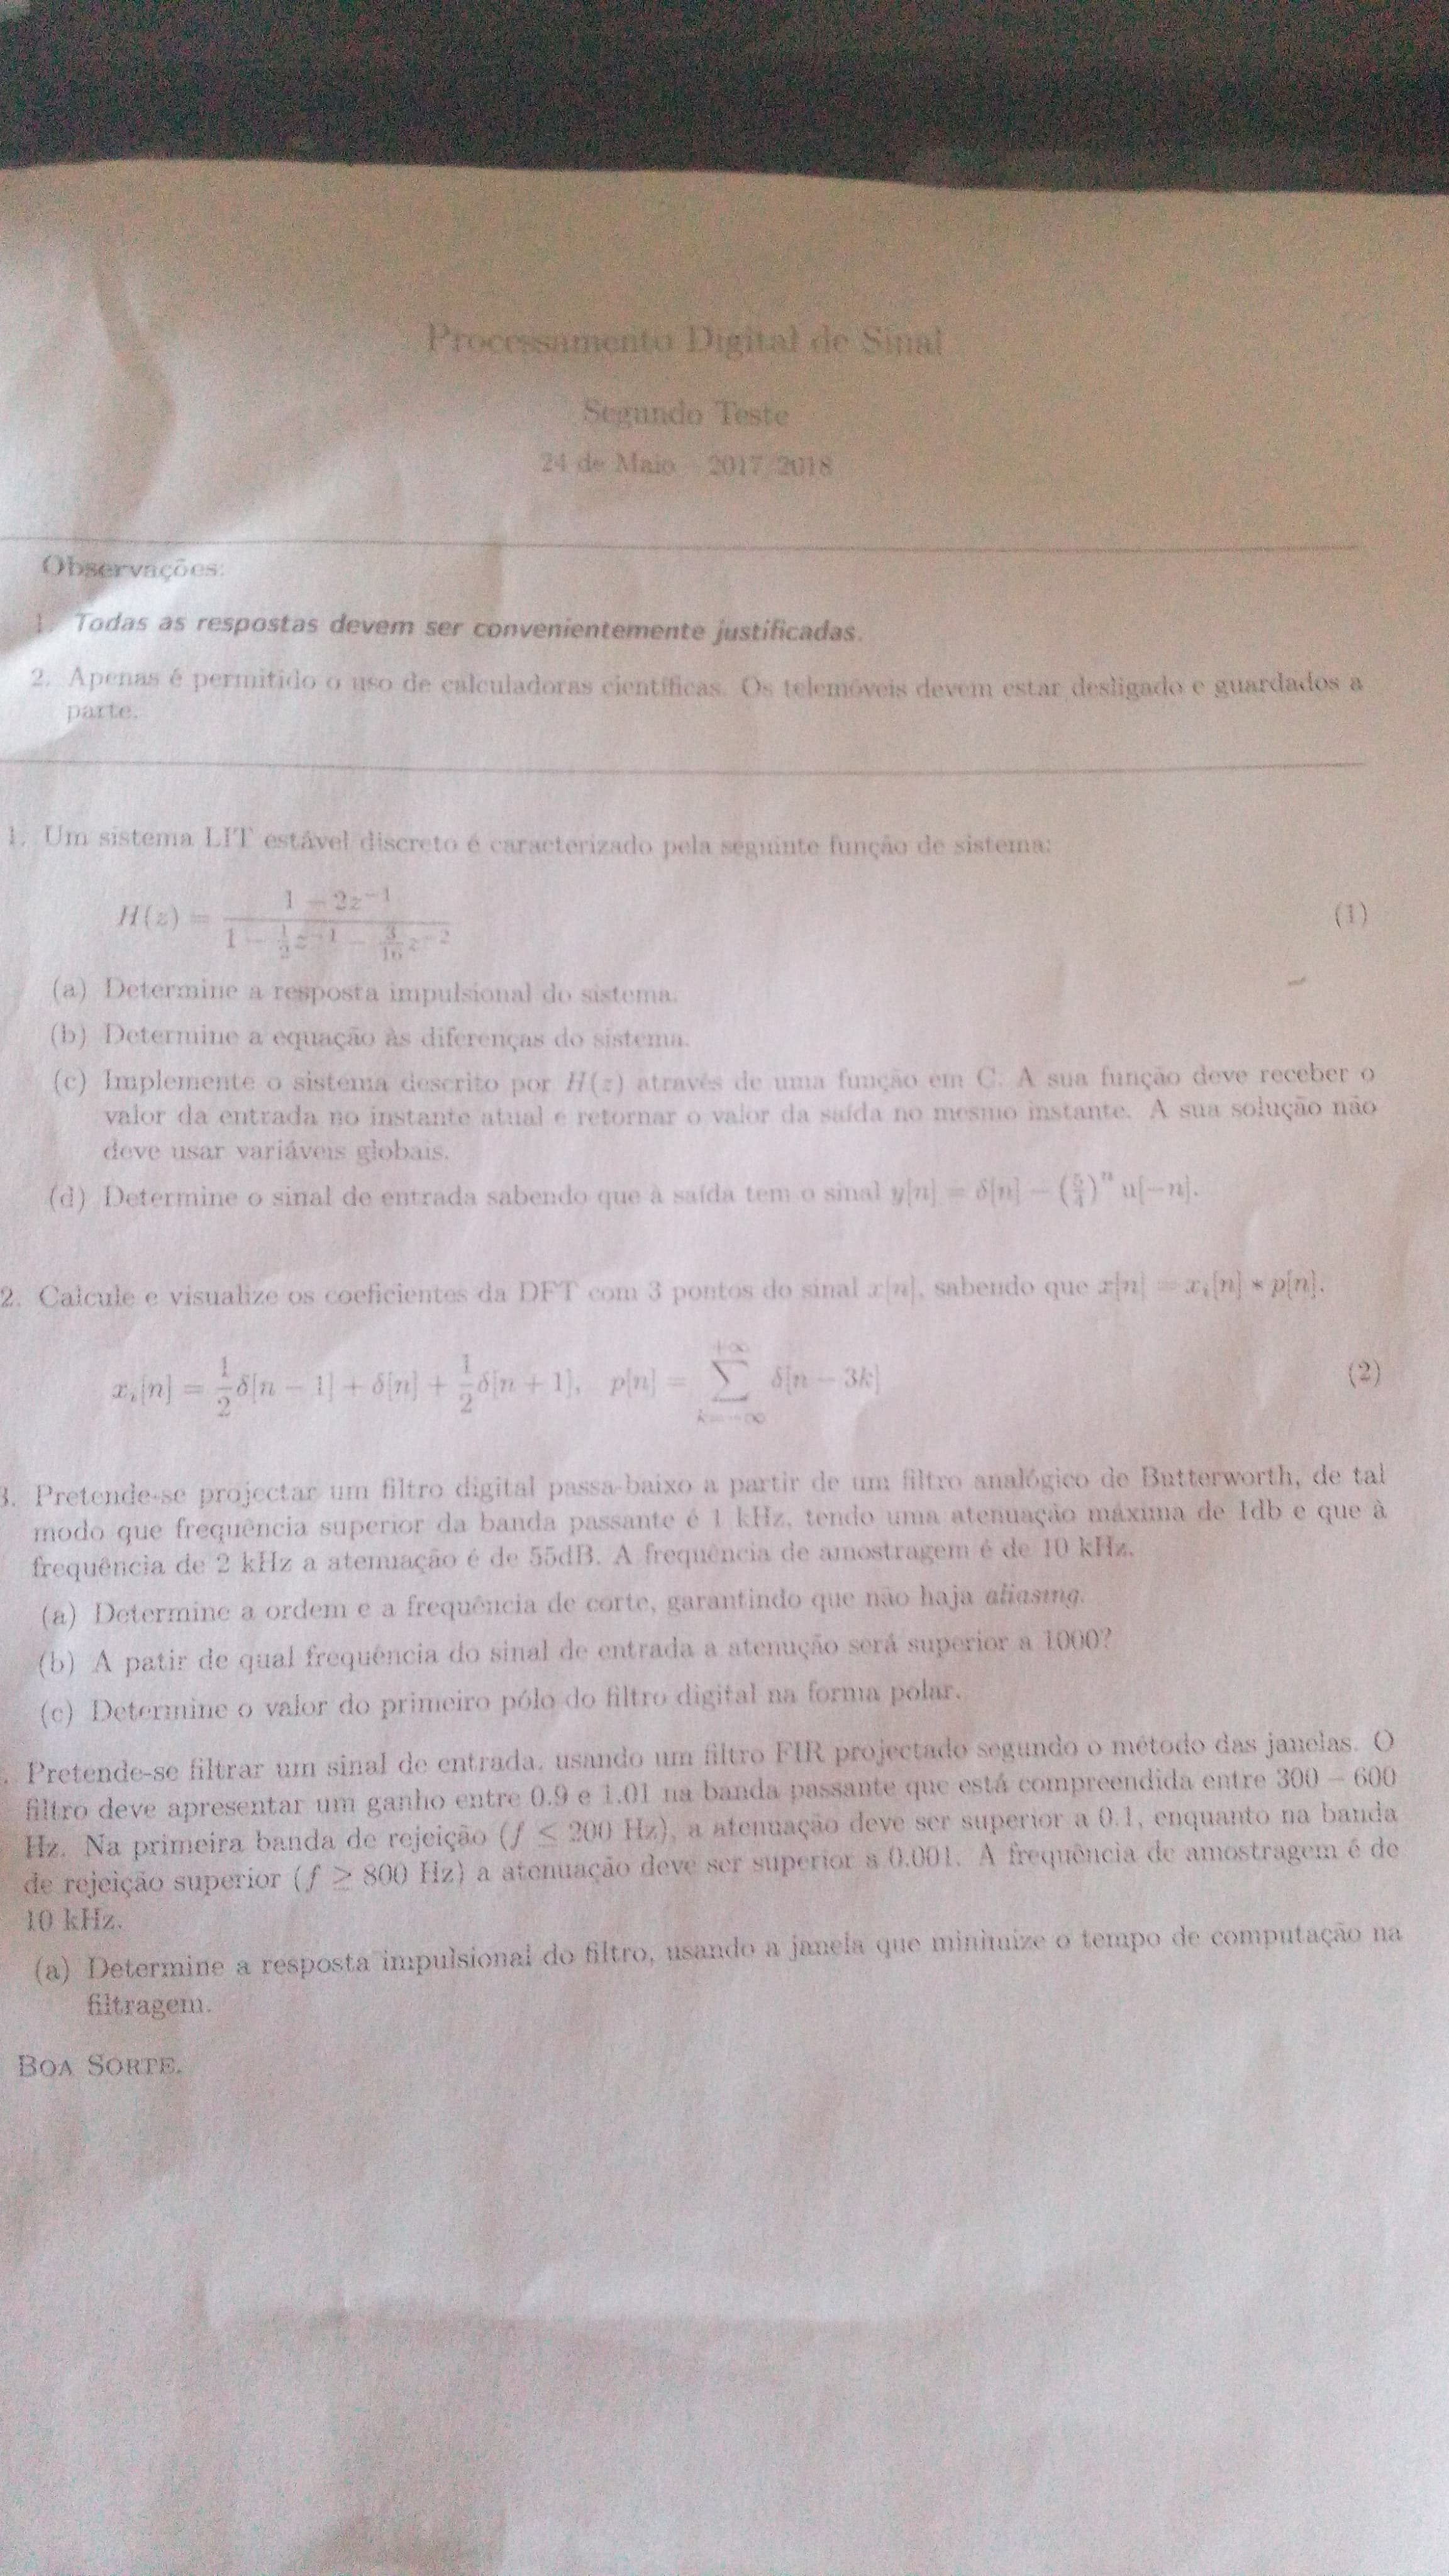 Processamento Digital de Sinal
Segundo Teste
24 de Maio - 2017/2018
Observações:
1. Todas as respostas devem ser convenientemente justificadas.
2. Apenas é permitido o uso de calculadoras científicas. Os telemóveis devem estar desligado e guardados a
parte.
1. Um sistema LIT estável discreto é caracterizado pela seguinte função de sistema:
H(z) = \frac{1 - 2z^{-1}}{1 - \frac{1}{2}z^{-1} - \frac{3}{16}z^{-2}} (1)
(a) Determine a resposta impulsional do sistema.
(b) Determine a equação às diferenças do sistema.
(c) Implemente o sistema descrito por H(z) através de uma função em C. A sua função deve receber o
valor da entrada no instante atual e retornar o valor da saída no mesmo instante. A sua solução não
deve usar variáveis globais.
(d) Determine o sinal de entrada sabendo que à saída tem o sinal y[n] = δ[n] − (\frac{5}{4})^n u[−n].
2. Calcule e visualize os coeficientes da DFT com 3 pontos do sinal x[n], sabendo que x[n] = x_i[n] * p[n].
x_i[n] = \frac{1}{2}δ[n − 1] + δ[n] + \frac{1}{2}δ[n + 1], p[n] = \sum_{k=−∞}^{+∞} δ[n − 3k] (2)
3. Pretende-se projectar um filtro digital passa-baixo a partir de um filtro analógico de Butterworth, de tal
modo que frequência superior da banda passante é 1 kHz, tendo uma atenuação máxima de 1db e que à
frequência de 2 kHz a atenuação é de 55dB. A frequência de amostragem é de 10 kHz.
(a) Determine a ordem e a frequência de corte, garantindo que não haja aliasing.
(b) A patir de qual frequência do sinal de entrada a atenução será superior a 1000?
(c) Determine o valor do primeiro pólo do filtro digital na forma polar.
. Pretende-se filtrar um sinal de entrada, usando um filtro FIR projectado segundo o método das janelas. O
filtro deve apresentar um ganho entre 0.9 e 1.01 na banda passante que está compreendida entre 300 – 600
Hz. Na primeira banda de rejeição (f ≤ 200 Hz), a atenuação deve ser superior a 0.1, enquanto na banda
de rejeição superior (f ≥ 800 Hz) a atenuação deve ser superior a 0.001. A frequência de amostragem é de
10 kHz.
(a) Determine a resposta impulsional do filtro, usando a janela que minimize o tempo de computação na
filtragem.
BOA SORTE.